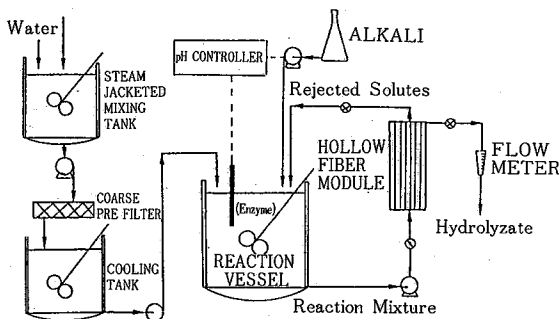 Water
pH CONTROLLER
ALKALI
STEAM
JACKETED
MIXING
TANK
Rejected Solutes
HOLLOW
FIBER
MODULE
FLOW
METER
COARSE
PRE FILTER
(Enzyme)
Hydrolyzate
COOLING
TANK
REACTION
VESSEL
Reaction Mixture